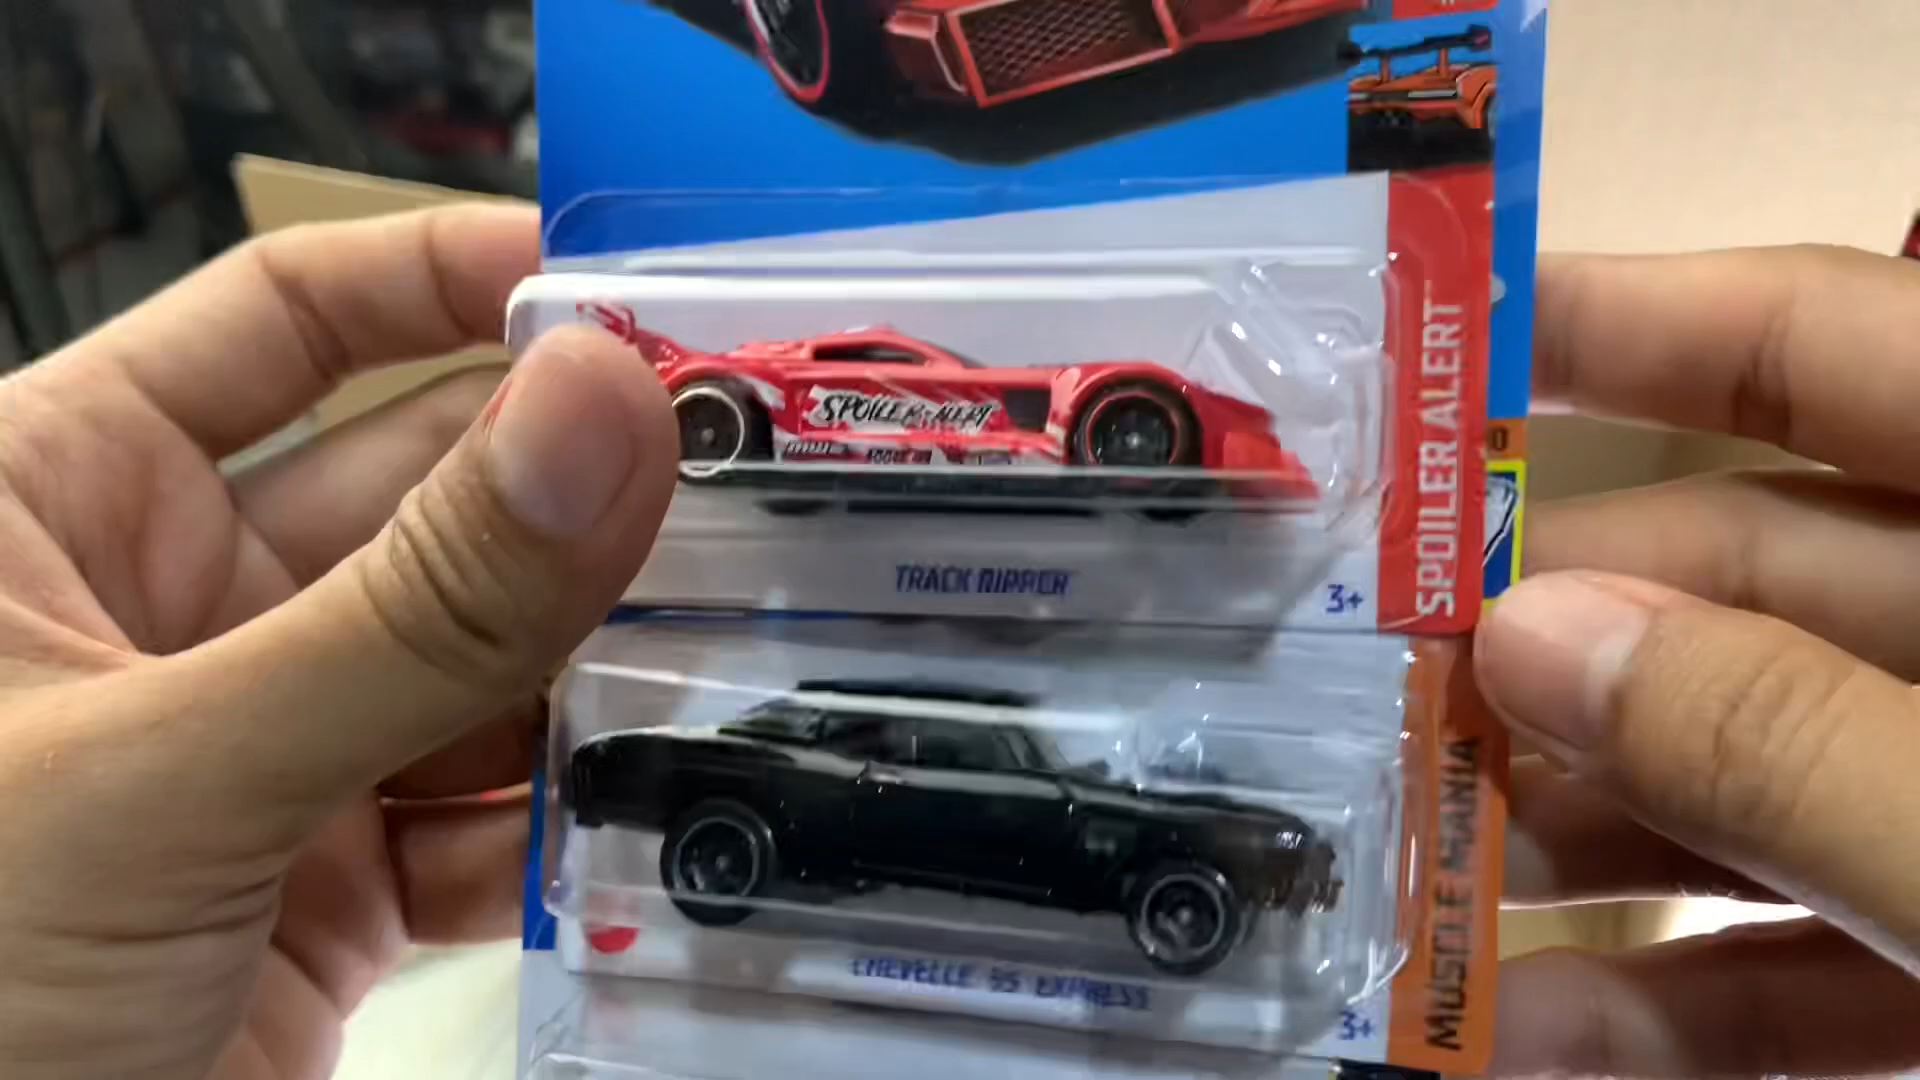 SPOILER ALERT
SPOILER ALERT
TRACK RIPPER
3+
CHEVELLE SS EXPRESS
3+
MUSCLE MANIA